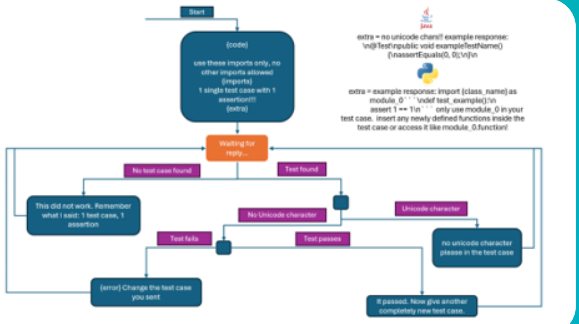 Start
{code}
use these imports only, no
other imports allowed
{imports}
1 single test case with 1
assertion!!!
{extra}
Java
extra = no unicode chars!! example response:
\n@Test\npublic void exampleTestName()
{\nassertEquals(0, 0);\n}\n
extra = example response: import {class_name} as
module_0```\ndef test_example():\n
assert 1 == 1\n``` only use module_0 in your
test case. insert any newly defined functions inside the
test case or access it like module_0.function!
Waiting for
reply...
No test case found
Test found
This did not work. Remember
what I said: 1 test case, 1
assertion
No Unicode character
Unicode character
no unicode character
please in the test case
Test fails
Test passes
{error} Change the test case
you sent
It passed. Now give another
completely new test case.